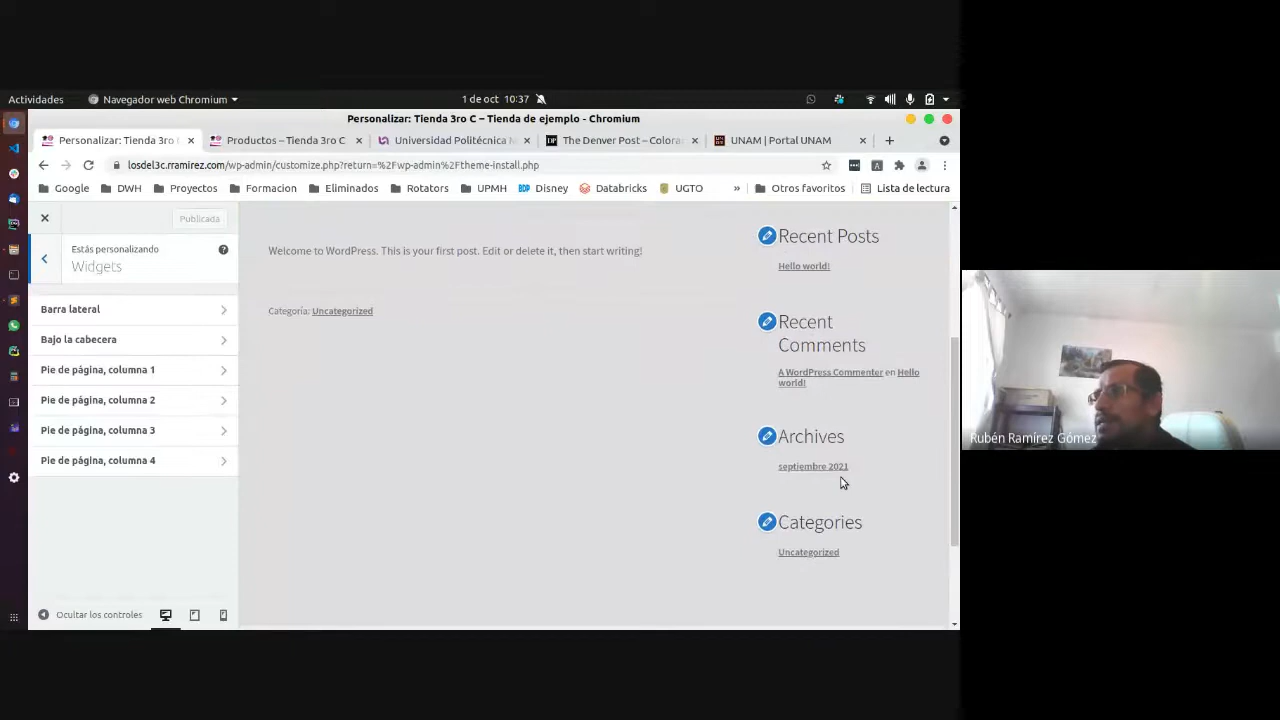 Actividades
Navegador web Chromium
1 de oct 10:37
Personalizar: Tienda 3ro C – Tienda de ejemplo - Chromium
Personalizar: Tienda 3ro
Productos – Tienda 3ro C
Universidad Politécnica
The Denver Post – Colora
UNAM | Portal UNAM
losdel3c.rramirez.com/wp-admin/customize.php?return=%2Fwp-admin%2Ftheme-install.php
Google
DWH
Proyectos
Formacion
Eliminados
Rotators
UPMH
BDP Disney
Databricks
UGTO
»
Otros favoritos
Lista de lectura
Publicada
Estás personalizando
Widgets
Barra lateral
Bajo la cabecera
Pie de página, columna 1
Pie de página, columna 2
Pie de página, columna 3
Pie de página, columna 4
Ocultar los controles
Welcome to WordPress. This is your first post. Edit or delete it, then start writing!
Categoría: Uncategorized
Recent Posts
Hello world!
Recent
Comments
A WordPress Commenter en Hello
world!
Archives
septiembre 2021
Categories
Uncategorized
Rubén Ramírez Gómez